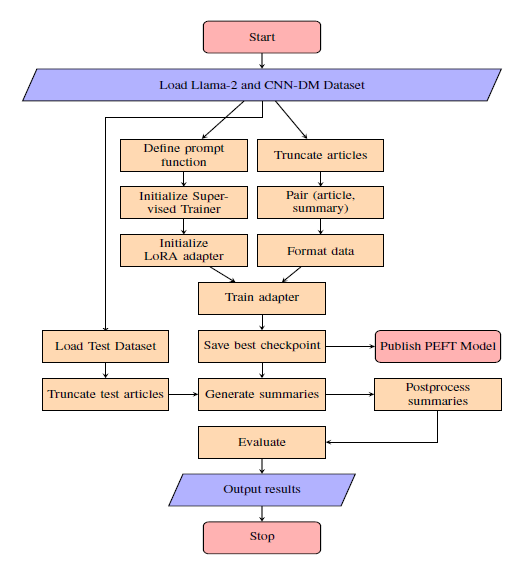 Start
Load Llama-2 and CNN-DM Dataset
Define prompt
function
Truncate articles
Initialize Super-
vised Trainer
Pair (article,
summary)
Initialize
LoRA adapter
Format data
Train adapter
Load Test Dataset
Save best checkpoint
Publish PEFT Model
Truncate test articles
Generate summaries
Postprocess
summaries
Evaluate
Output results
Stop